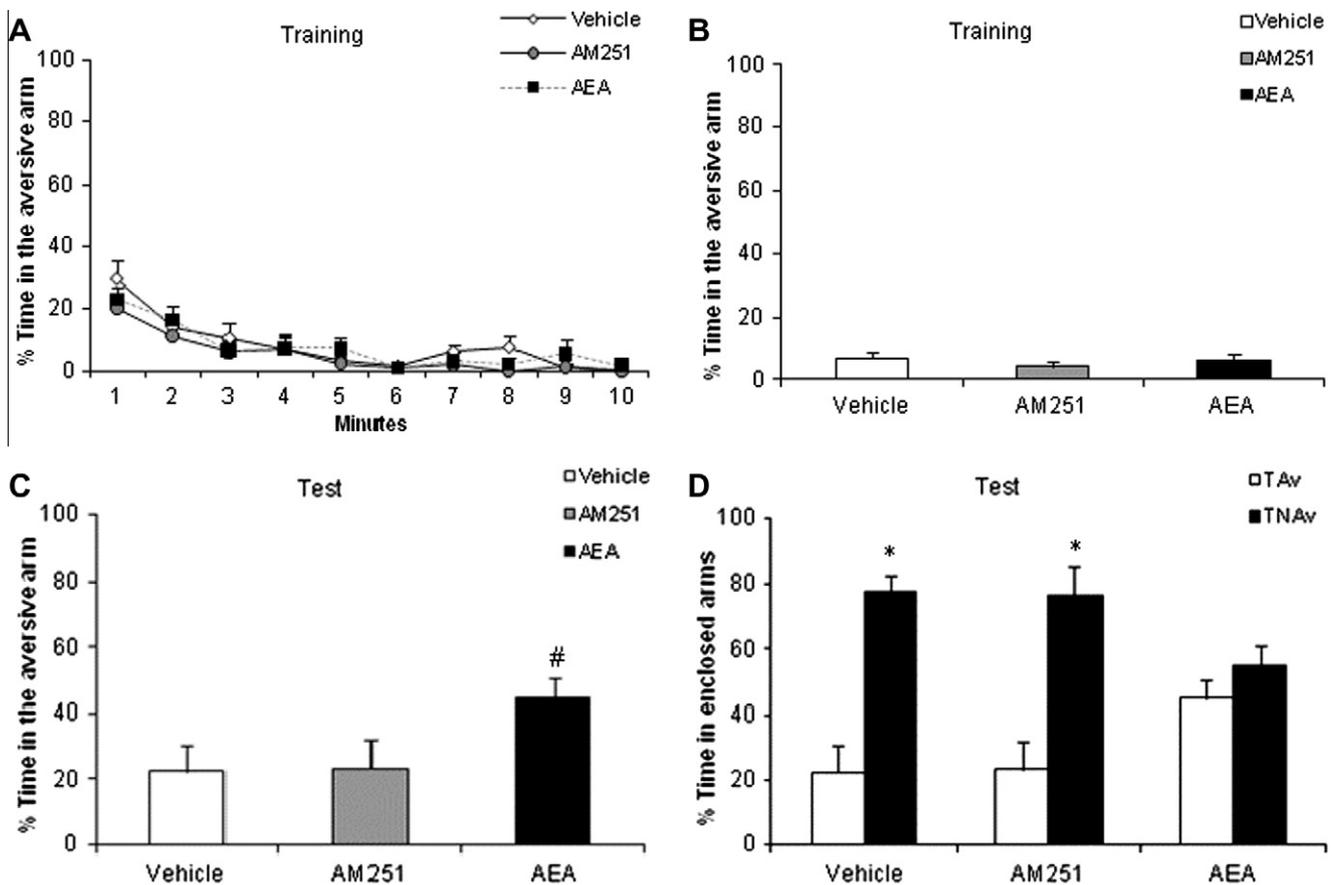 A
Training
Vehicle
AM251
AEA
% Time in the aversive arm
100
80
60
40
20
0
1 2 3 4 5 6 7 8 9 10
Minutes
B
Training
Vehicle
AM251
AEA
% Time in the aversive arm
100
80
60
40
20
0
Vehicle AM251 AEA
C
Test
Vehicle
AM251
AEA
% Time in the aversive arm
100
80
60
40
20
0
#
Vehicle AM251 AEA
D
Test
TAv
TNAv
% Time in enclosed arms
100
80
60
40
20
0
* *
Vehicle AM251 AEA